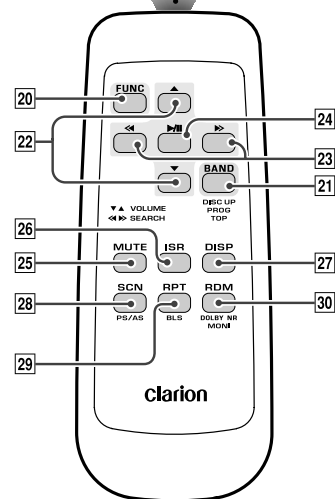 FUNC
20
22
24
23
BAND
21
DISC UP
PROG
TOP
▼▲ VOLUME
◀◀ ▶▶ SEARCH
26
MUTE ISR DISP
25
27
SCN RPT RDM
28
30
PS/AS BLS DOLBY NR
MONI
29
clarion